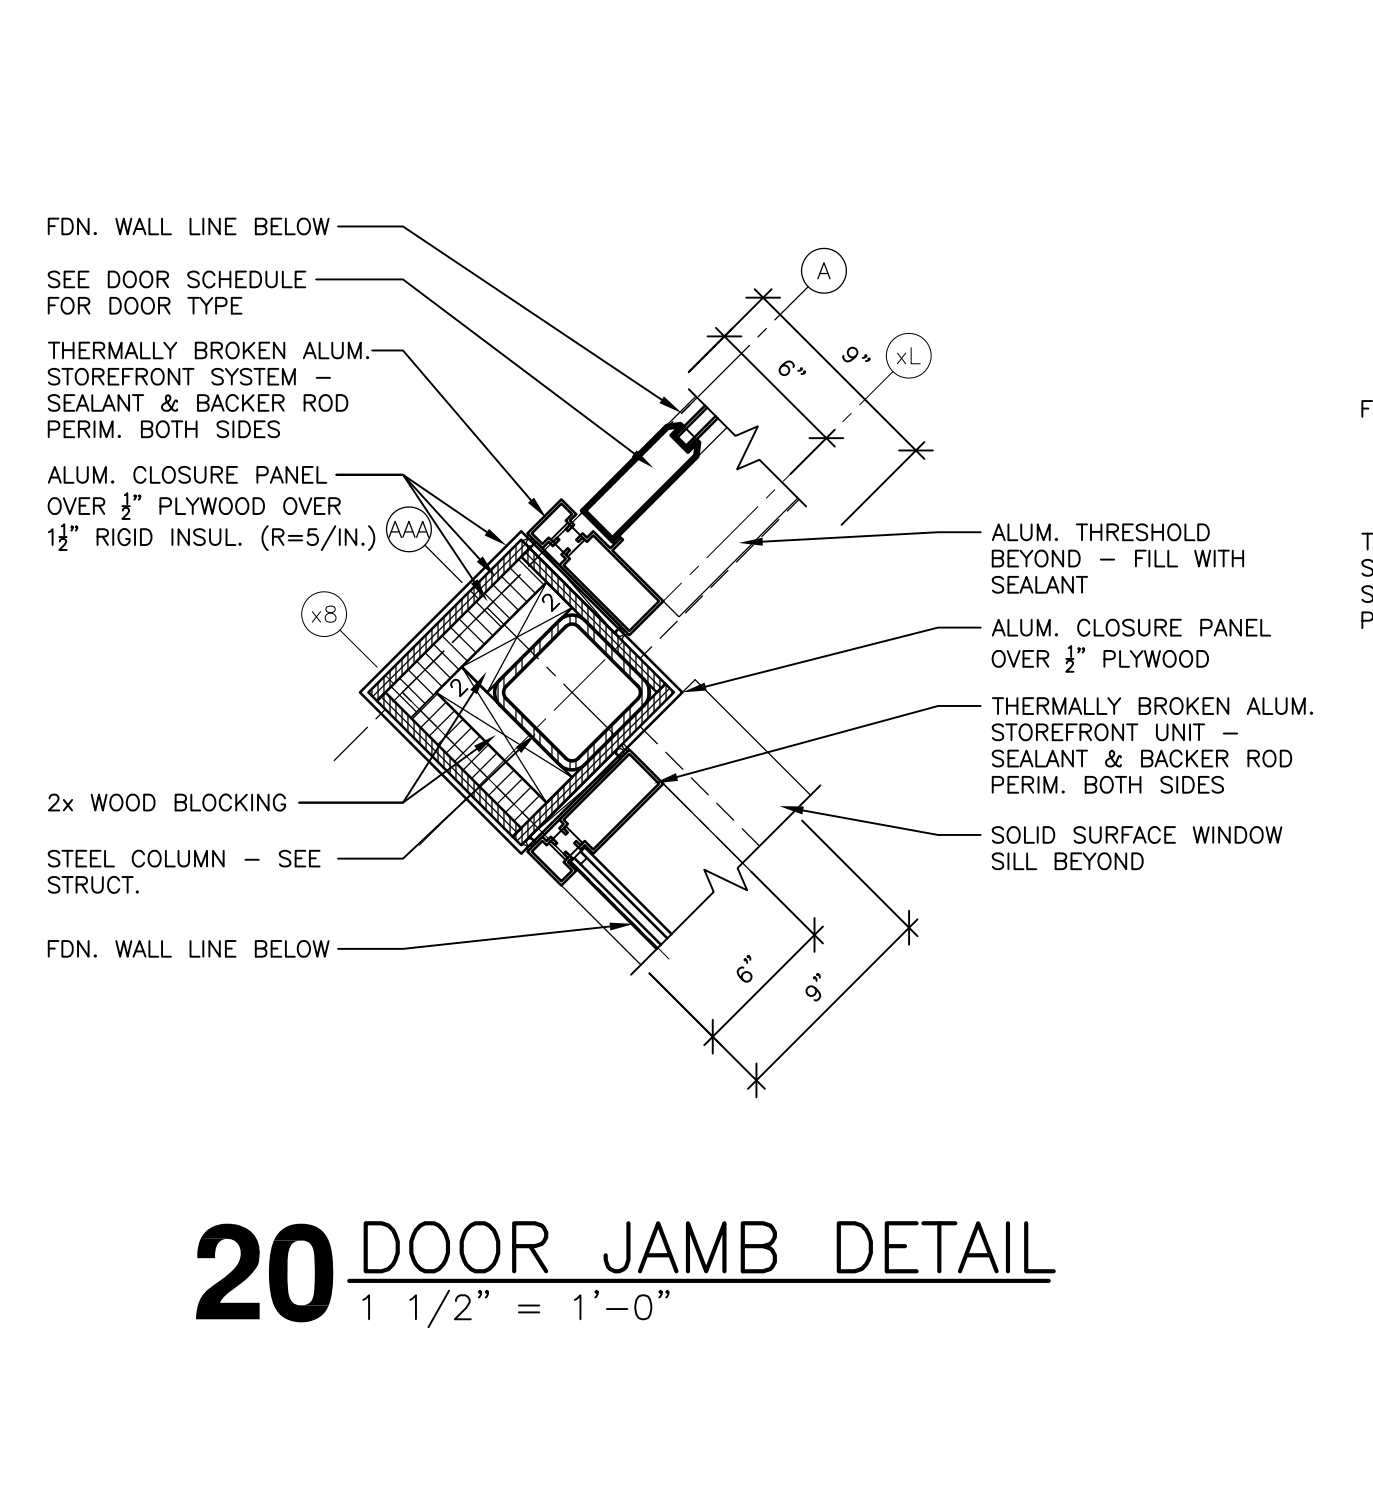 FDN. WALL LINE BELOW
SEE DOOR SCHEDULE
FOR DOOR TYPE
THERMALLY BROKEN ALUM.
STOREFRONT SYSTEM –
SEALANT & BACKER ROD
PERIM. BOTH SIDES
ALUM. CLOSURE PANEL
OVER ½" PLYWOOD OVER
1½" RIGID INSUL. (R=5/IN.)
AAA
x8
2x WOOD BLOCKING
STEEL COLUMN – SEE
STRUCT.
FDN. WALL LINE BELOW
A
xL
9"
6"
2
2
ALUM. THRESHOLD
BEYOND – FILL WITH
SEALANT
ALUM. CLOSURE PANEL
OVER ½" PLYWOOD
THERMALLY BROKEN ALUM.
STOREFRONT UNIT –
SEALANT & BACKER ROD
PERIM. BOTH SIDES
SOLID SURFACE WINDOW
SILL BEYOND
6"
9"
F
T
S
S
P
20 DOOR JAMB DETAIL
1 1/2" = 1'–0"